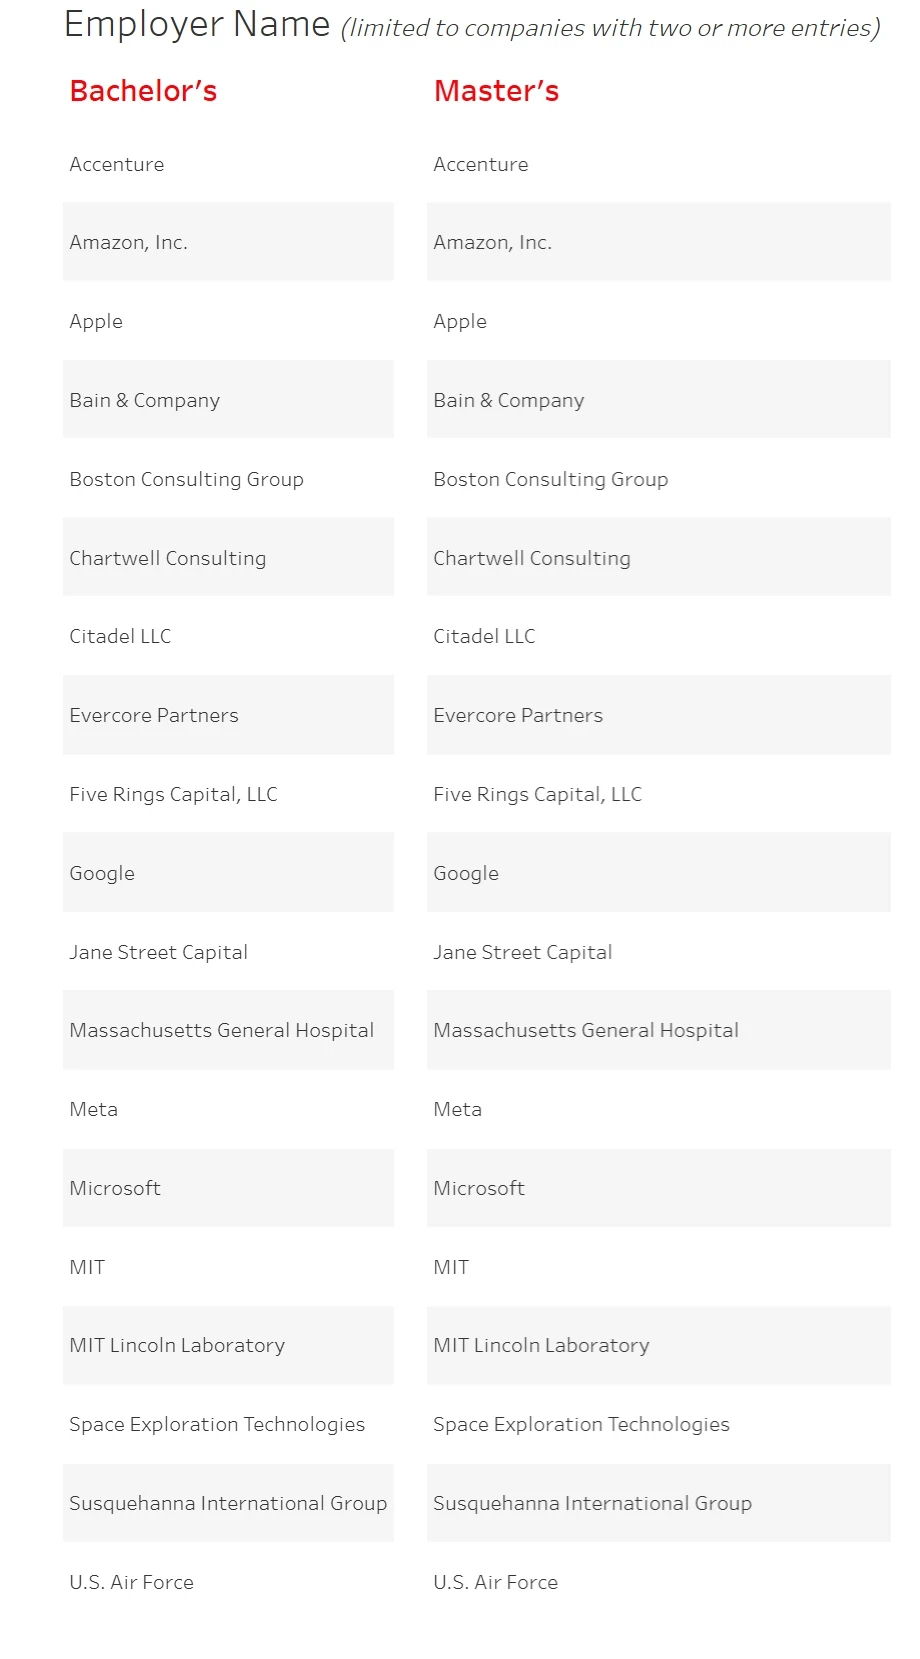 Employer Name (limited to companies with two or more entries)
Bachelor’s Master’s
Accenture Accenture
Amazon, Inc. Amazon, Inc.
Apple Apple
Bain & Company Bain & Company
Boston Consulting Group Boston Consulting Group
Chartwell Consulting Chartwell Consulting
Citadel LLC Citadel LLC
Evercore Partners Evercore Partners
Five Rings Capital, LLC Five Rings Capital, LLC
Google Google
Jane Street Capital Jane Street Capital
Massachusetts General Hospital Massachusetts General Hospital
Meta Meta
Microsoft Microsoft
MIT MIT
MIT Lincoln Laboratory MIT Lincoln Laboratory
Space Exploration Technologies Space Exploration Technologies
Susquehanna International Group Susquehanna International Group
U.S. Air Force U.S. Air Force